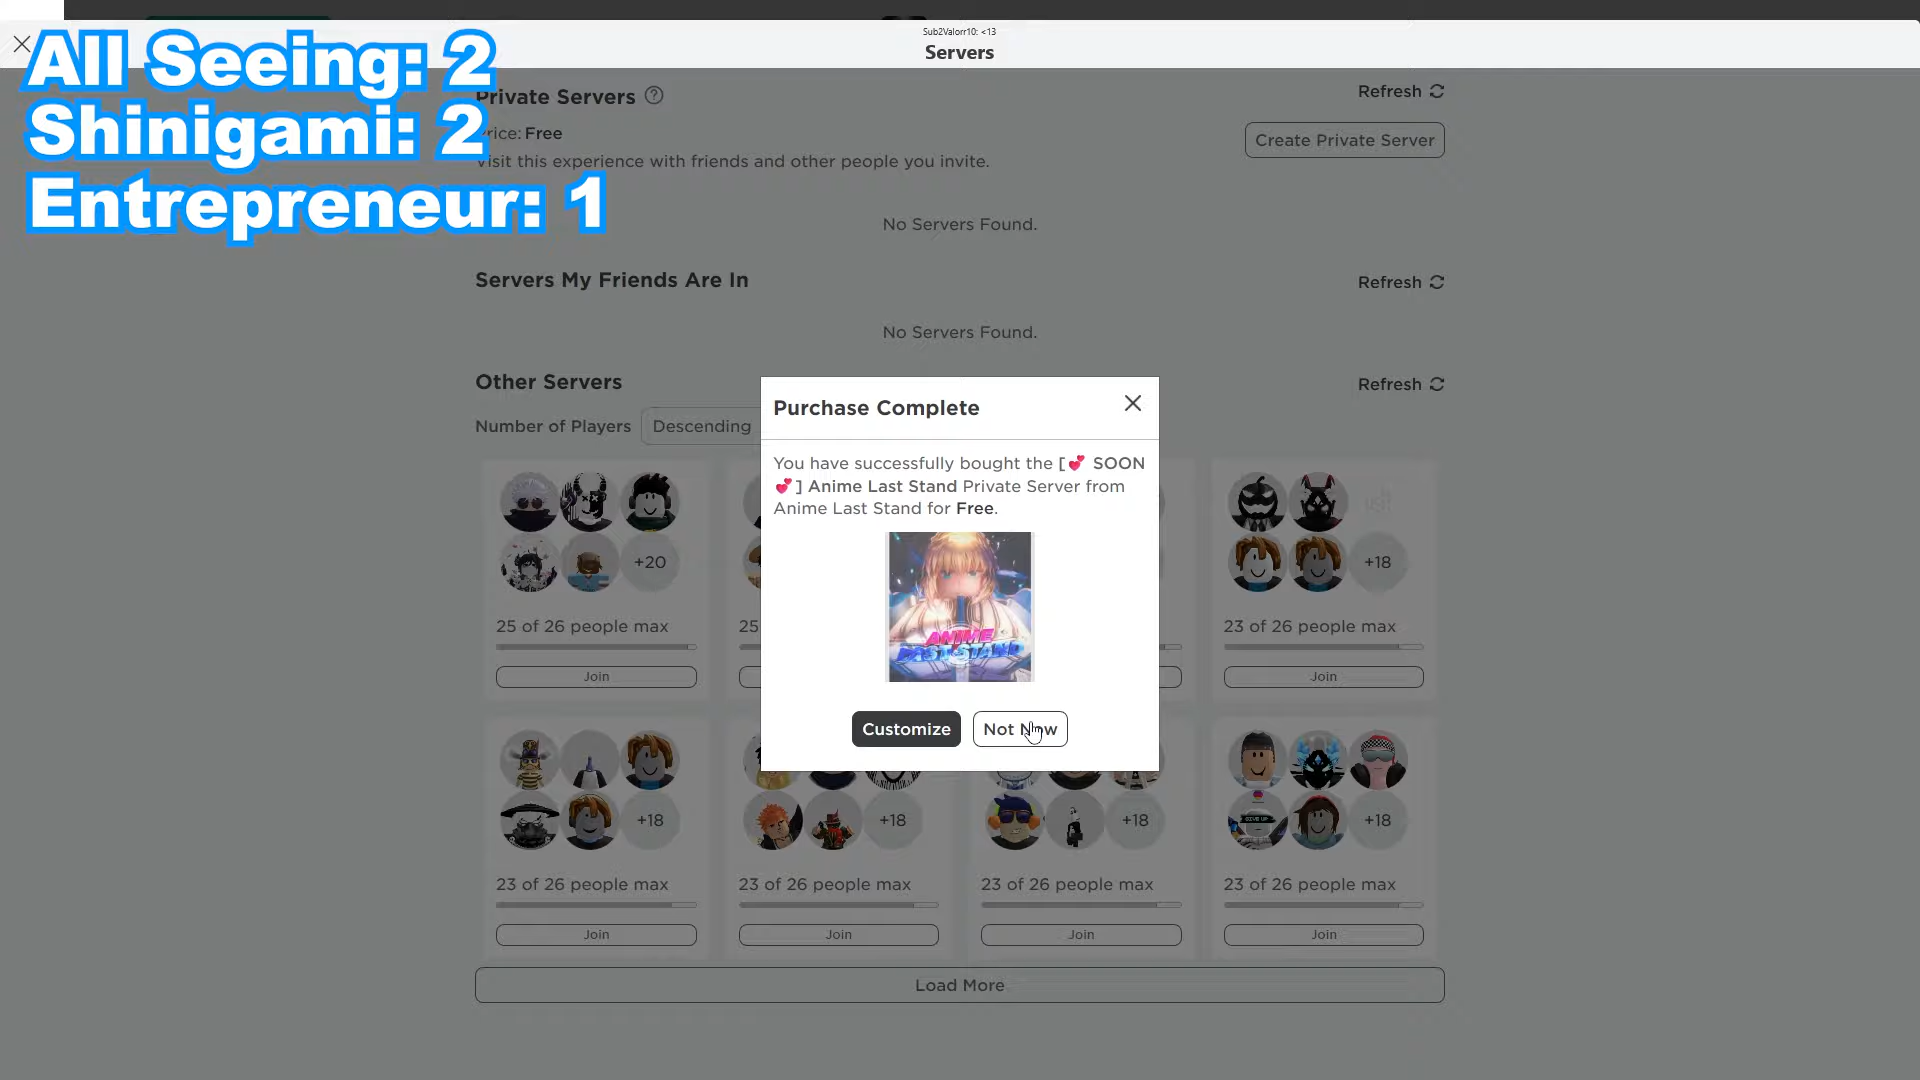 Sub2Valorr10: <13
Servers
All Seeing: 2
Shinigami: 2
Entrepreneur: 1
Private Servers
Refresh
Price: Free
Create Private Server
Visit this experience with friends and other people you invite.
No Servers Found.
Servers My Friends Are In
Refresh
No Servers Found.
Other Servers
Refresh
Number of Players
Descending
Purchase Complete
You have successfully bought the [💕 SOON
💕] Anime Last Stand Private Server from
Anime Last Stand for Free.
ANIME
LAST STAND
Customize
Not Now
+20
+18
25 of 26 people max
25
23 of 26 people max
Join
Join
+18
+18
+18
+18
23 of 26 people max
23 of 26 people max
23 of 26 people max
23 of 26 people max
Join
Join
Join
Join
Load More